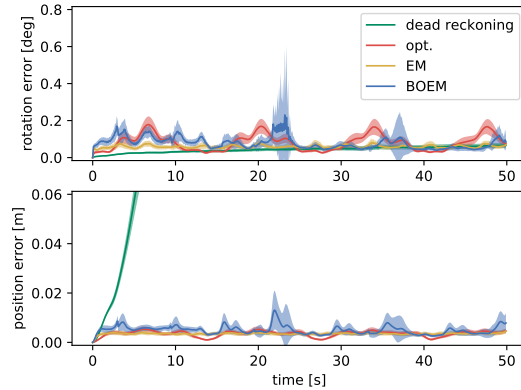 0.8
0.6
0.4
0.2
0.0
rotation error [deg]
dead reckoning
opt.
EM
BOEM
0 10 20 30 40 50
0.06
0.04
0.02
0.00
position error [m]
0 10 20 30 40 50
time [s]